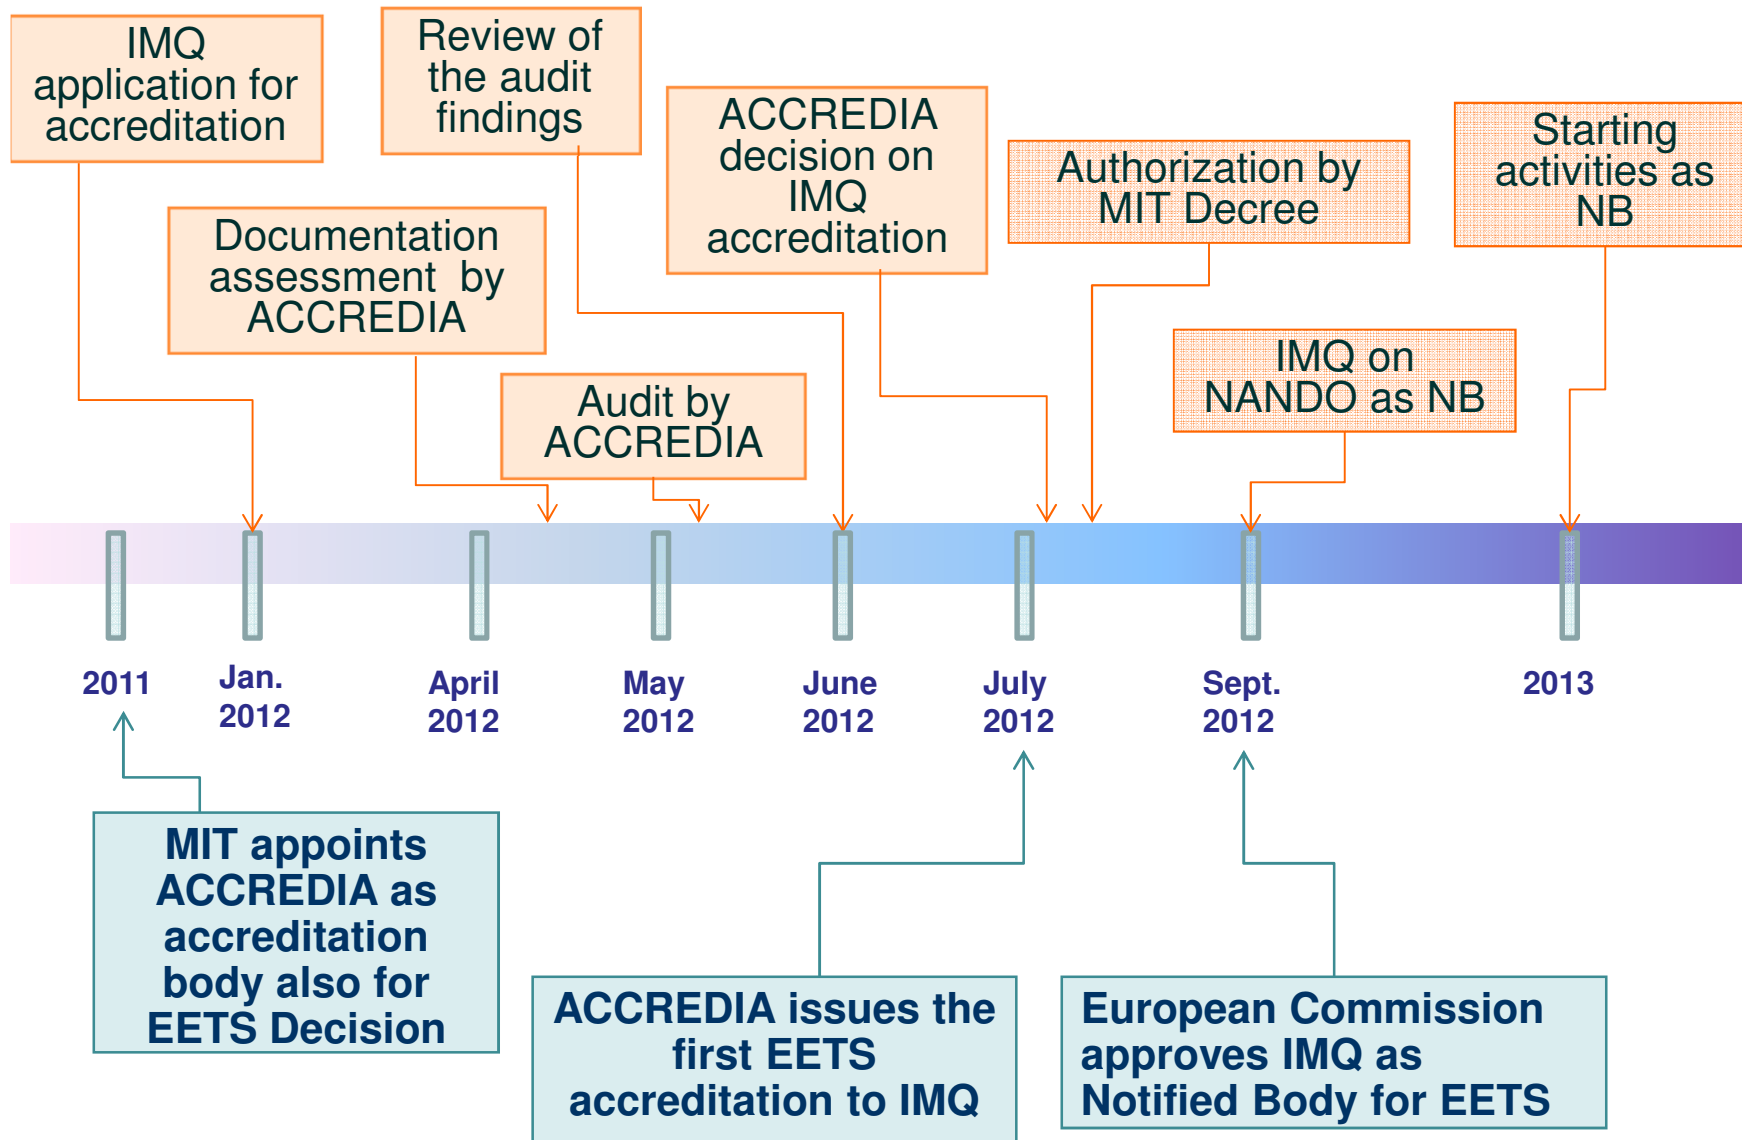 IMQ
application for
accreditation
Review of
the audit
findings
ACCREDIA
decision on
IMQ
accreditation
Authorization by
MIT Decree
Starting
activities as
NB
Documentation
assessment by
ACCREDIA
Audit by
ACCREDIA
IMQ on
NANDO as NB
2011
Jan.
2012
April
2012
May
2012
June
2012
July
2012
Sept.
2012
2013
MIT appoints
ACCREDIA as
accreditation
body also for
EETS Decision
ACCREDIA issues the
first EETS
accreditation to IMQ
European Commission
approves IMQ as
Notified Body for EETS